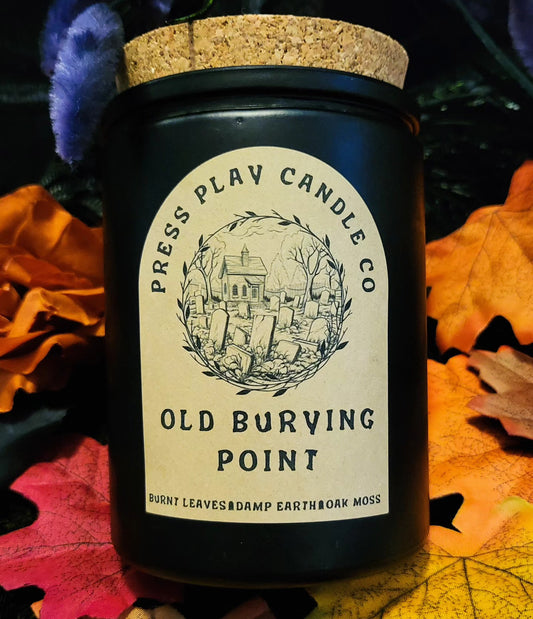 PRESS PLAY CANDLE CO
OLD BURYING
POINT
BURNT LEAVES DAMP EARTH OAK MOSS